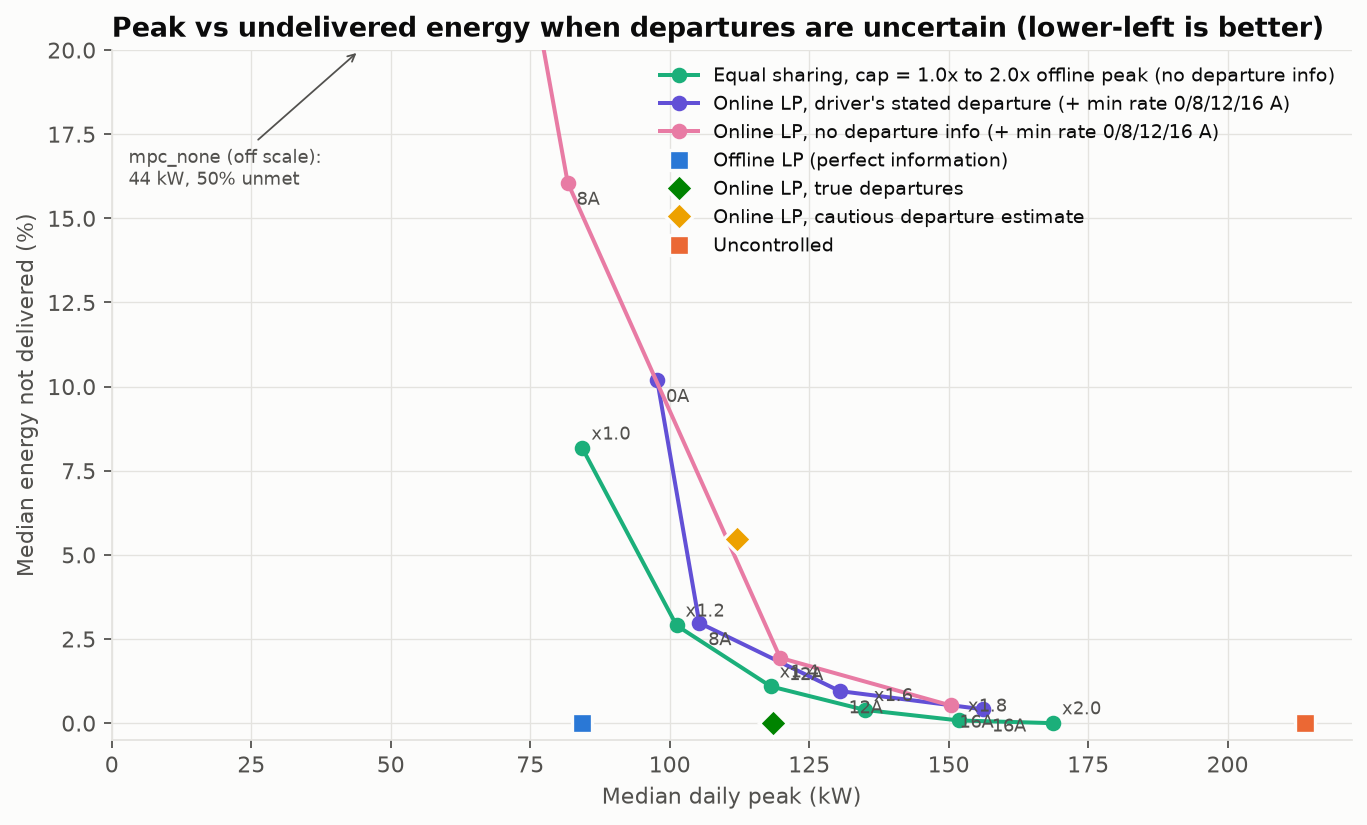 Peak vs undelivered energy when departures are uncertain (lower-left is better)
Median energy not delivered (%)
20.0
17.5
15.0
12.5
10.0
7.5
5.0
2.5
0.0
mpc_none (off scale):
44 kW, 50% unmet
Equal sharing, cap = 1.0x to 2.0x offline peak (no departure info)
Online LP, driver's stated departure (+ min rate 0/8/12/16 A)
Online LP, no departure info (+ min rate 0/8/12/16 A)
Offline LP (perfect information)
Online LP, true departures
Online LP, cautious departure estimate
Uncontrolled
8A
0A
x1.0
x1.2
8A
x1.4
12A
x1.6
12A
x1.8
x2.0
16A
16A
0
25
50
75
100
125
150
175
200
Median daily peak (kW)